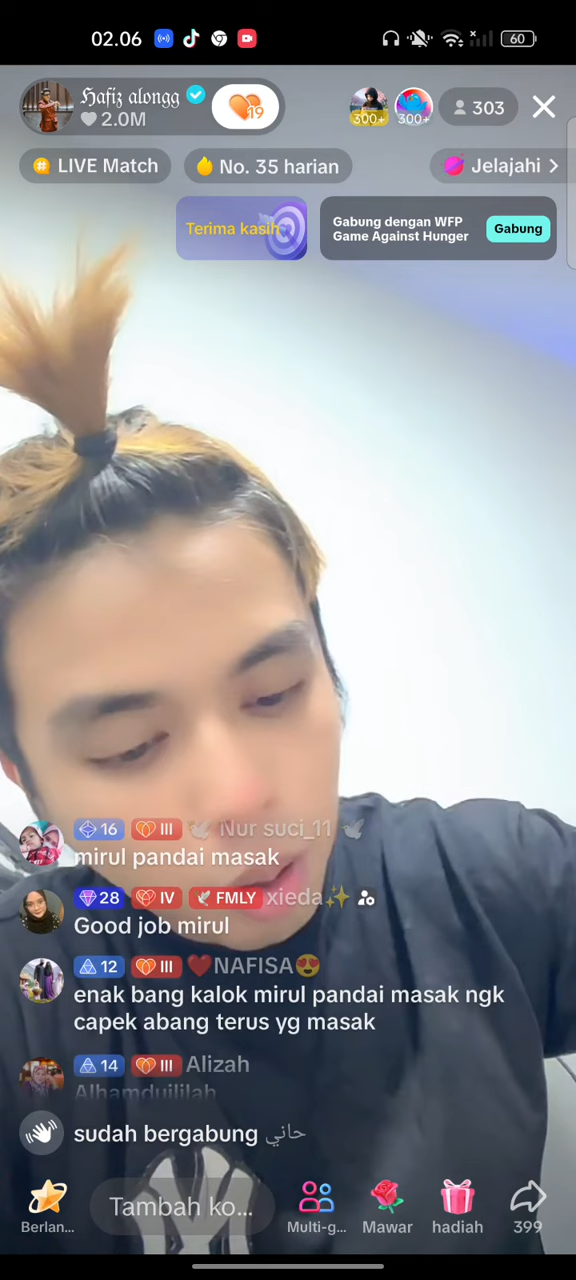 02.06
60
ℌafiz alongg
2.0M
19
300+
300+
303
LIVE Match
No. 35 harian
Jelajahi >
Terima kasih
Gabung dengan WFP
Game Against Hunger
Gabung
16 III 🕊️ Nur suci_11 🕊️
mirul pandai masak
28 IV FMLY xieda✨
Good job mirul
12 III ❤️NAFISA😍
enak bang kalok mirul pandai masak ngk
capek abang terus yg masak
14 III Alizah
Alhamduililah
sudah bergabung حاني
Berlan...
Tambah ko...
Multi-g...
Mawar
hadiah
399
NY